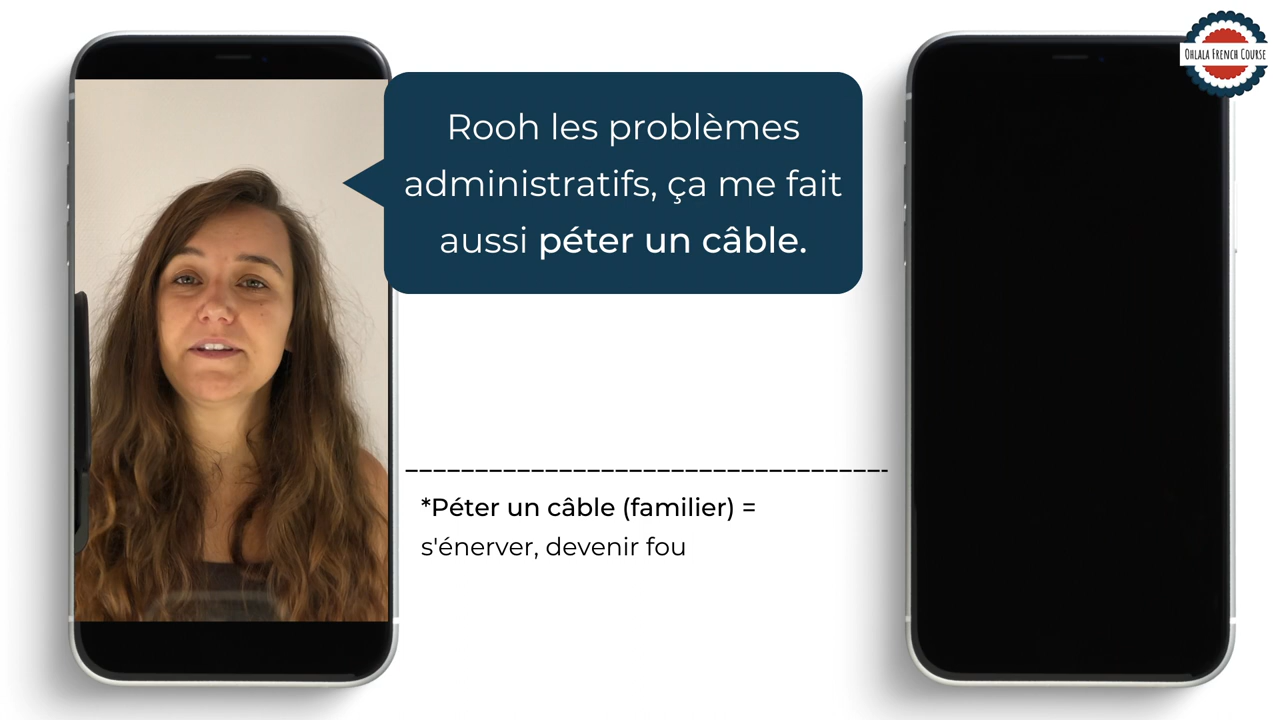 OHLALA FRENCH COURSE
Rooh les problèmes
administratifs, ça me fait
aussi péter un câble.
*Péter un câble (familier) =
s'énerver, devenir fou